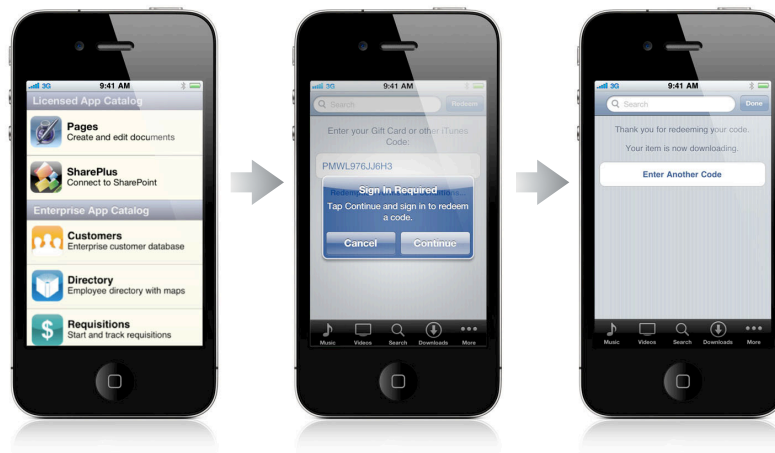 3G 9:41 AM
Licensed App Catalog
Pages
Create and edit documents
SharePlus
Connect to SharePoint
Enterprise App Catalog
Customers
Enterprise customer database
Directory
Employee directory with maps
Requisitions
Start and track requisitions
3G 9:41 AM
Search Redeem
Enter your Gift Card or other iTunes
Code:
PMWL976JJ6H3
Sign In Required
Tap Continue and sign in to redeem
a code.
Cancel Continue
Music Videos Search Downloads More
3G 9:41 AM
Search Done
Thank you for redeeming your code.
Your item is now downloading.
Enter Another Code
Music Videos Search Downloads More